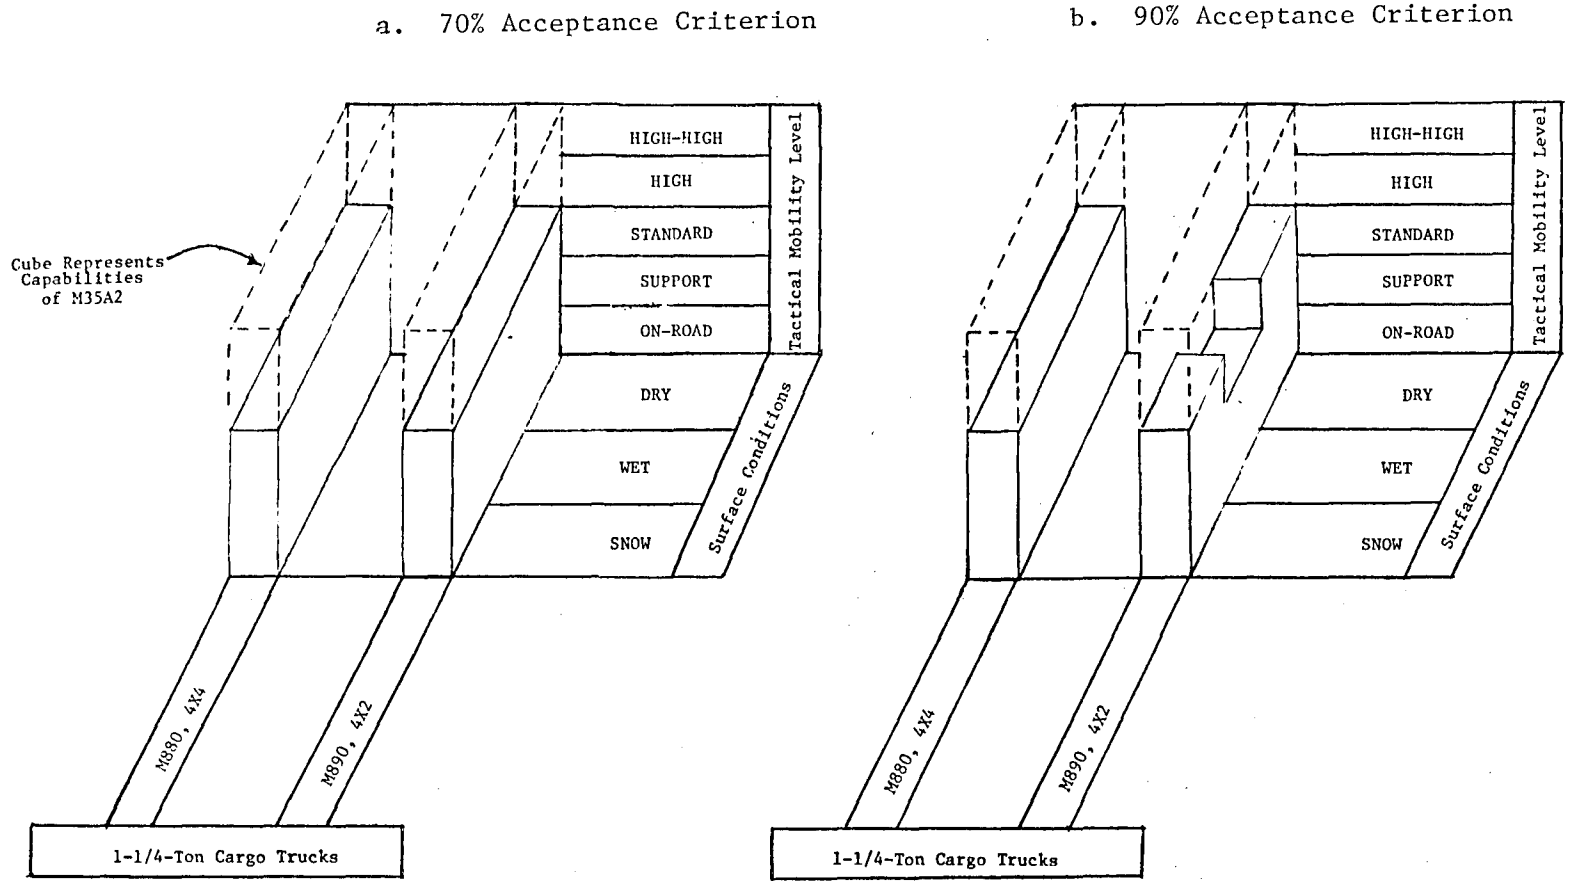 a. 70% Acceptance Criterion
b. 90% Acceptance Criterion
Cube Represents
Capabilities
of M35A2
HIGH-HIGH
HIGH
STANDARD
SUPPORT
ON-ROAD
Tactical Mobility Level
DRY
WET
SNOW
Surface Conditions
M880, 4X4
M890, 4X2
1-1/4-Ton Cargo Trucks
HIGH-HIGH
HIGH
STANDARD
SUPPORT
ON-ROAD
Tactical Mobility Level
DRY
WET
SNOW
Surface Conditions
M880, 4X4
M890, 4X2
1-1/4-Ton Cargo Trucks